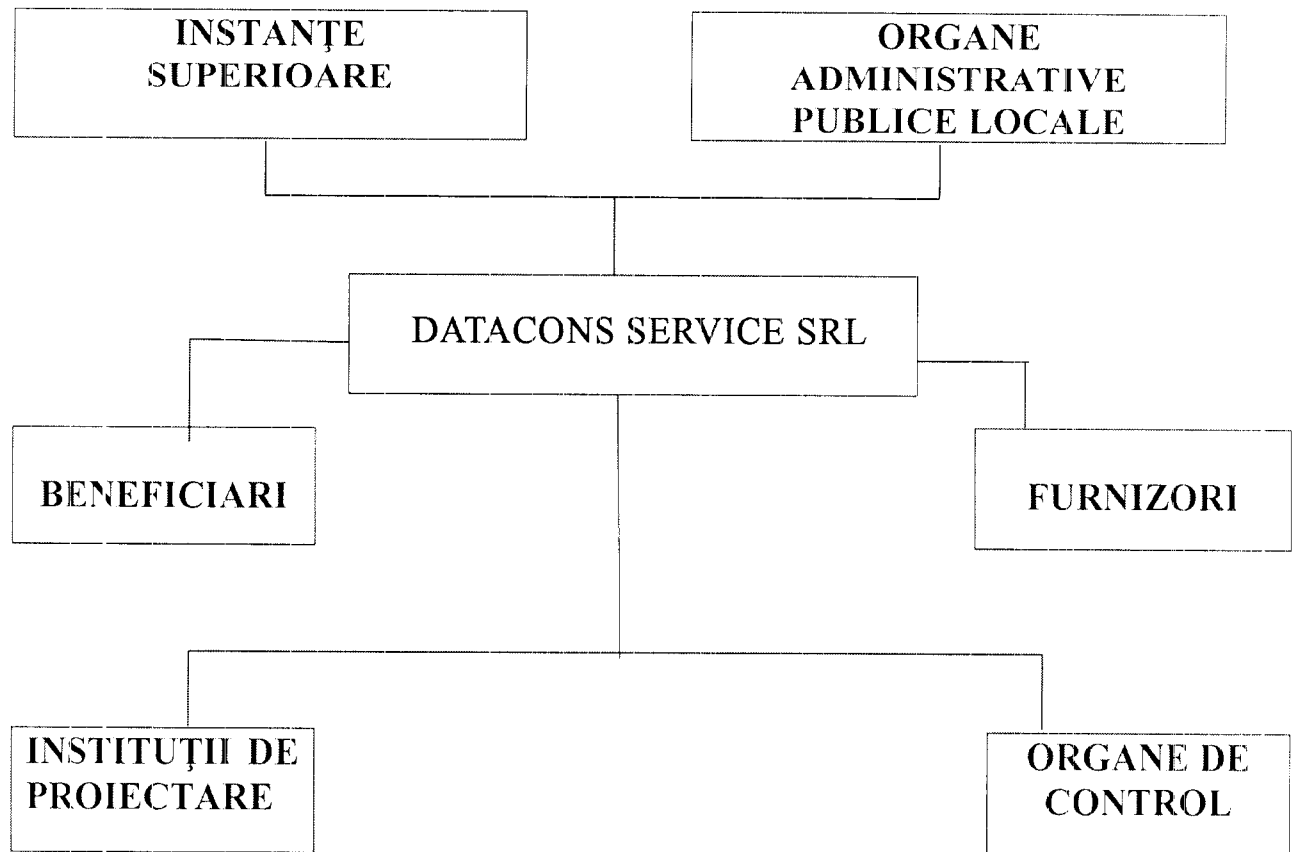 INSTANŢE
SUPERIOARE
ORGANE
ADMINISTRATIVE
PUBLICE LOCALE
DATACONS SERVICE SRL
BENEFICIARI
FURNIZORI
INSTITUŢII DE
PROIECTARE
ORGANE DE
CONTROL